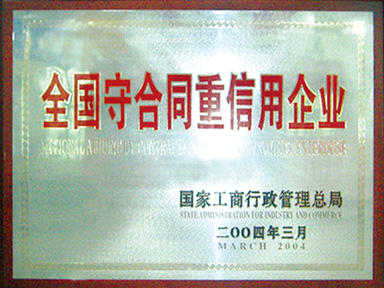 全国守合同重信用企业
国家工商行政管理总局
STATE ADMINISTRATION FOR INDUSTRY AND COMMERCE
二〇〇四年三月
MARCH 2004